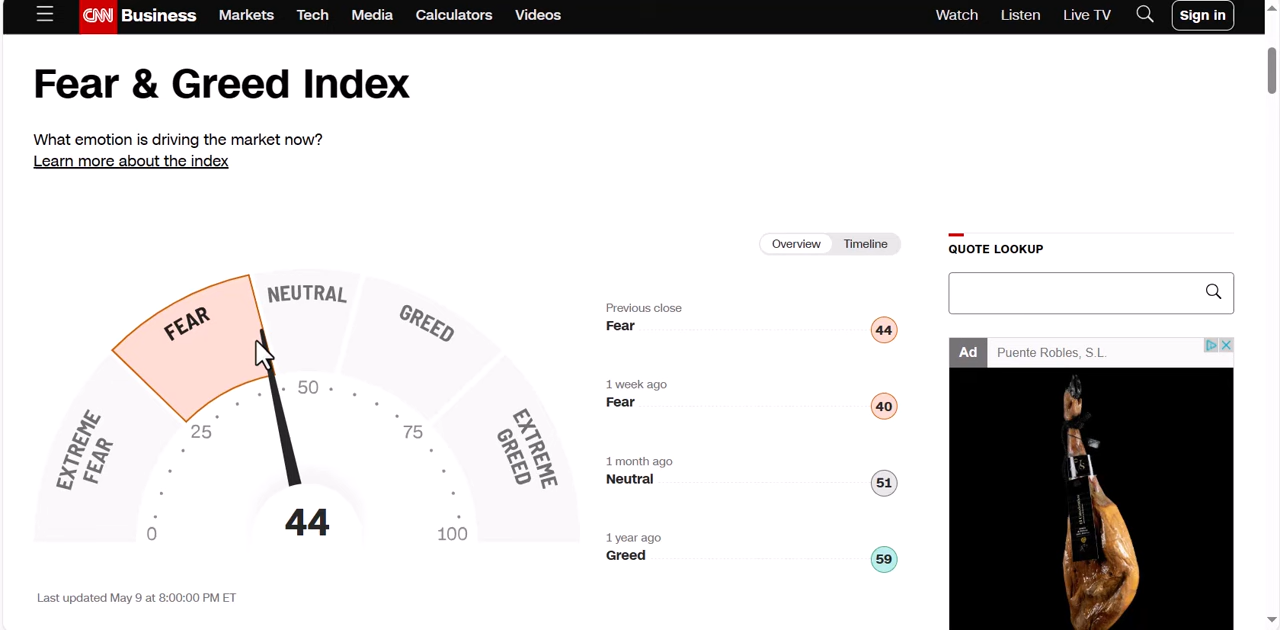 CNN Business Markets Tech Media Calculators Videos Watch Listen Live TV Sign in
Fear & Greed Index
What emotion is driving the market now?
Learn more about the index
Overview Timeline
EXTREME FEAR
FEAR
NEUTRAL
GREED
EXTREME GREED
0
25
50
75
100
44
Last updated May 9 at 8:00:00 PM ET
Previous close
Fear 44
1 week ago
Fear 40
1 month ago
Neutral 51
1 year ago
Greed 59
QUOTE LOOKUP
Ad Puente Robles, S.L.